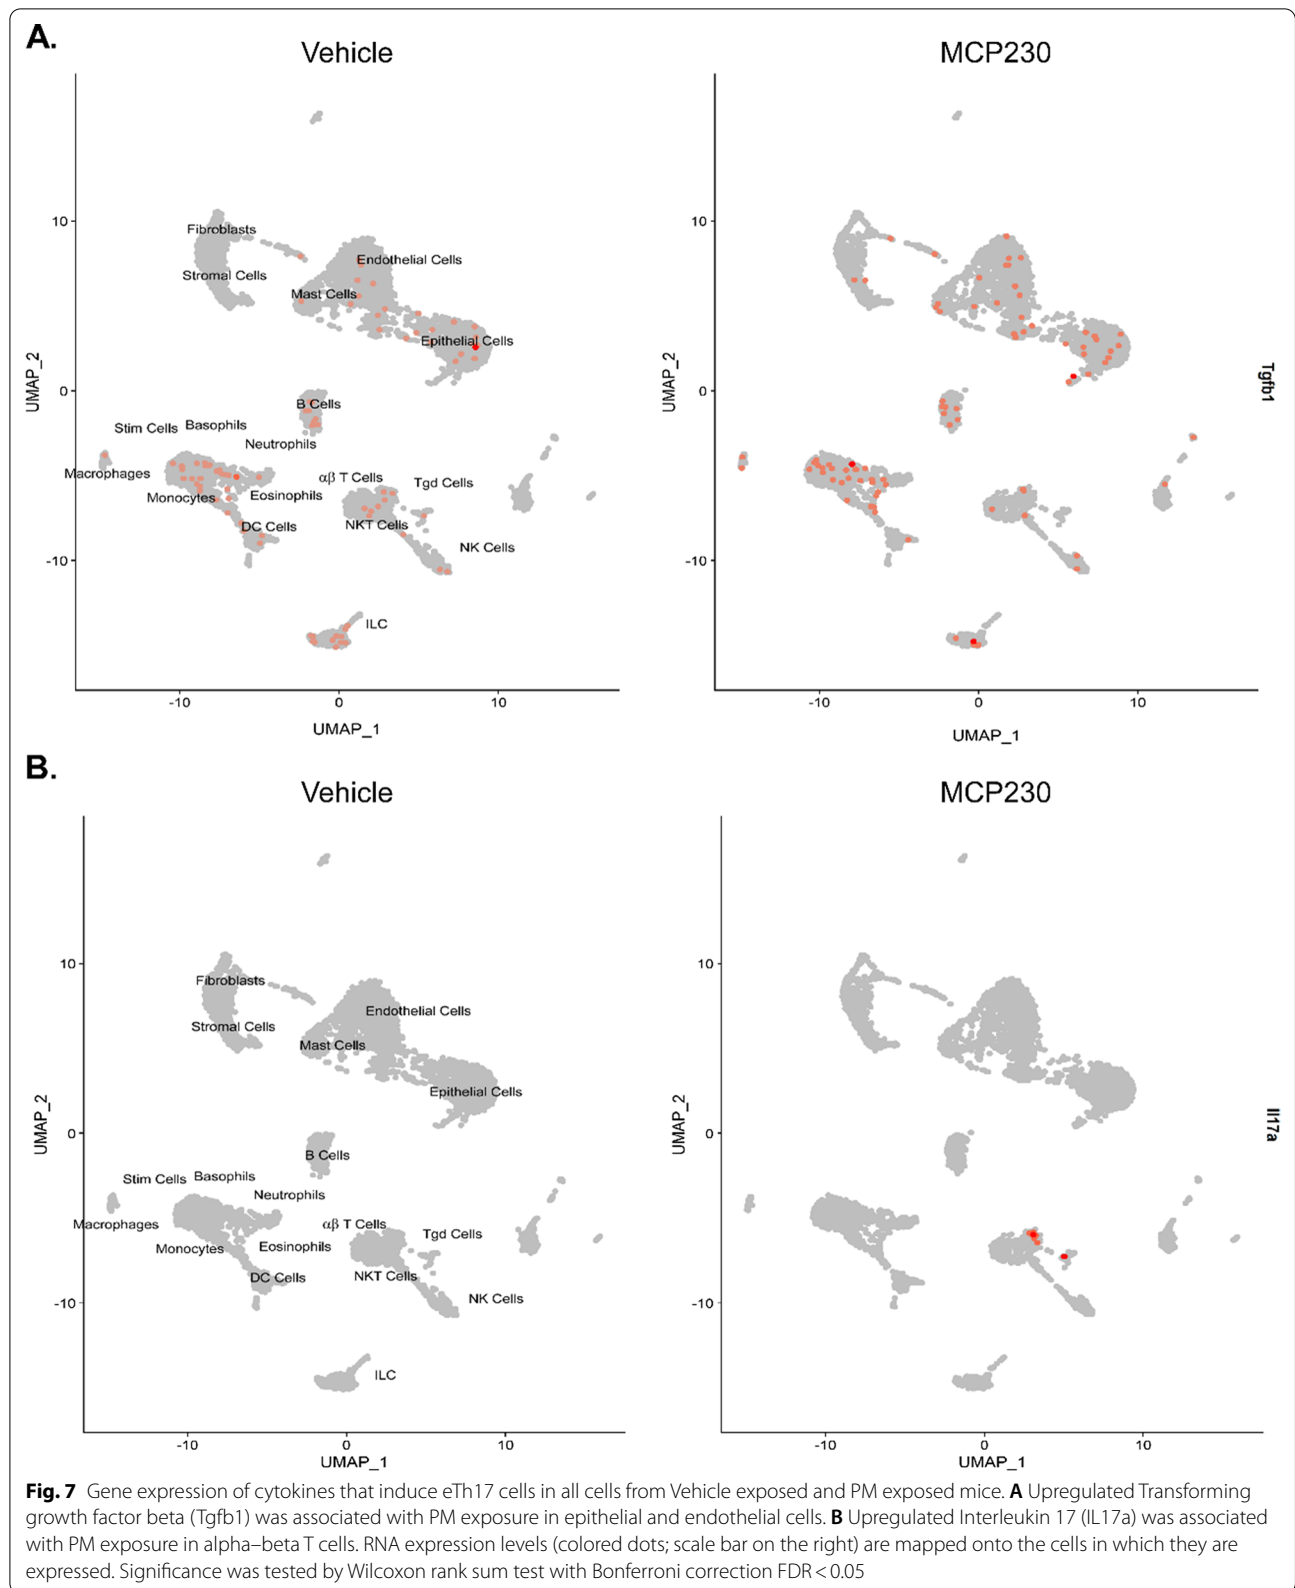 A.
Vehicle
MCP230
10
0
-10
UMAP_2
Fibroblasts
Stromal Cells
Endothelial Cells
Mast Cells
Epithelial Cells
B Cells
Stim Cells
Basophils
Neutrophils
Macrophages
αβ T Cells
Tgd Cells
Monocytes
Eosinophils
DC Cells
NKT Cells
NK Cells
ILC
-10
0
10
UMAP_1
10
0
-10
UMAP_2
-10
0
10
UMAP_1
Tgfb1
B.
Vehicle
MCP230
10
0
-10
UMAP_2
Fibroblasts
Stromal Cells
Endothelial Cells
Mast Cells
Epithelial Cells
B Cells
Stim Cells
Basophils
Neutrophils
Macrophages
αβ T Cells
Tgd Cells
Monocytes
Eosinophils
DC Cells
NKT Cells
NK Cells
ILC
-10
0
10
UMAP_1
10
0
-10
UMAP_2
-10
0
10
UMAP_1
Il17a
Fig. 7 Gene expression of cytokines that induce eTh17 cells in all cells from Vehicle exposed and PM exposed mice. A Upregulated Transforming
growth factor beta (Tgfb1) was associated with PM exposure in epithelial and endothelial cells. B Upregulated Interleukin 17 (IL17a) was associated
with PM exposure in alpha–beta T cells. RNA expression levels (colored dots; scale bar on the right) are mapped onto the cells in which they are
expressed. Significance was tested by Wilcoxon rank sum test with Bonferroni correction FDR < 0.05